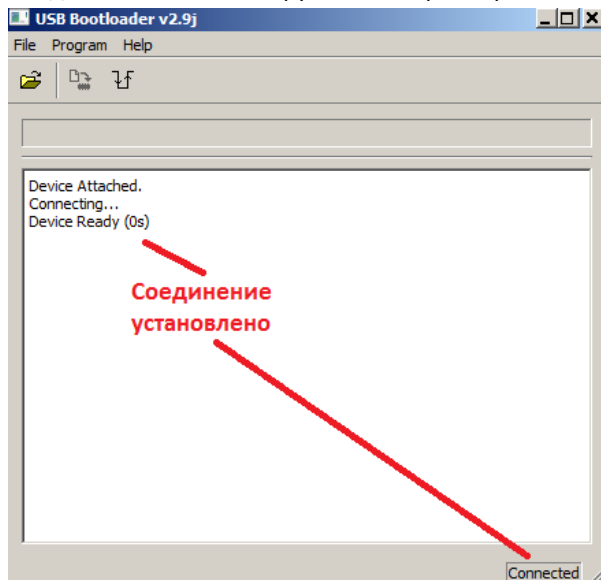 USB Bootloader v2.9j
File Program Help
Device Attached.
Connecting...
Device Ready (0s)
Соединение
установлено
Connected